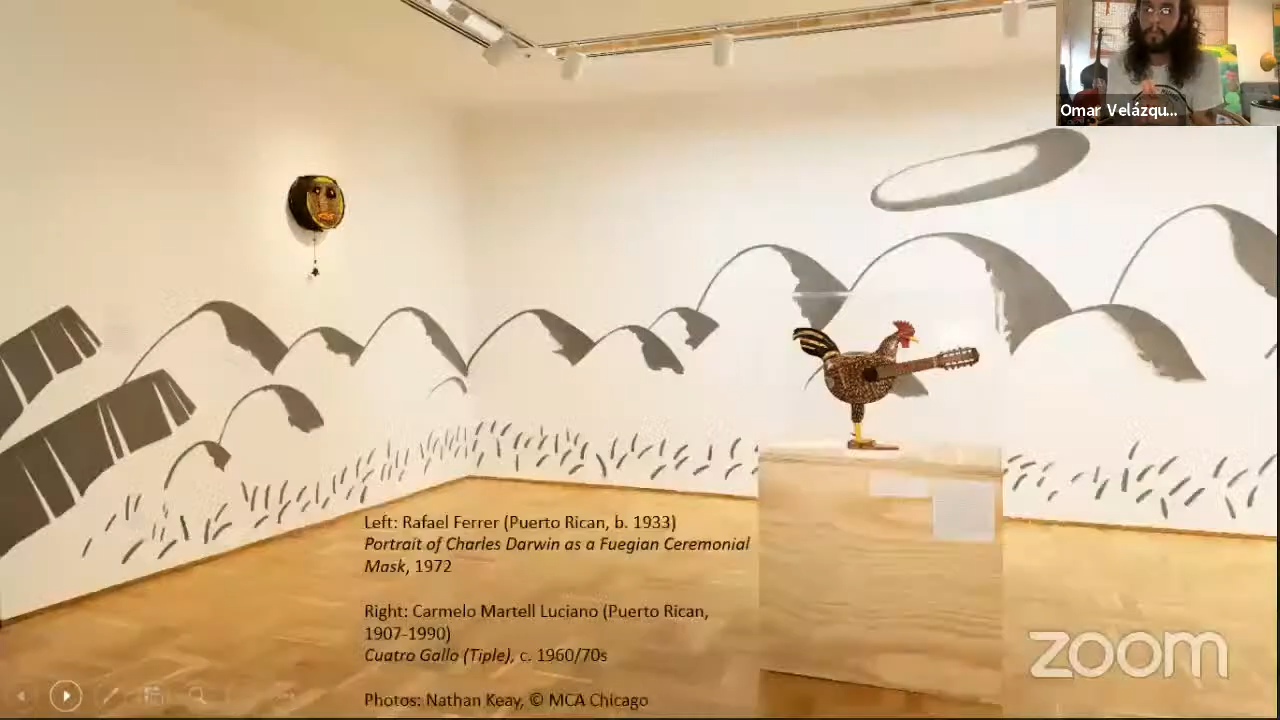 Omar Velázqu...
Left: Rafael Ferrer (Puerto Rican, b. 1933)
Portrait of Charles Darwin as a Fuegian Ceremonial
Mask, 1972
Right: Carmelo Martell Luciano (Puerto Rican,
1907-1990)
Cuatro Gallo (Tiple), c. 1960/70s
Photos: Nathan Keay, © MCA Chicago
zoom